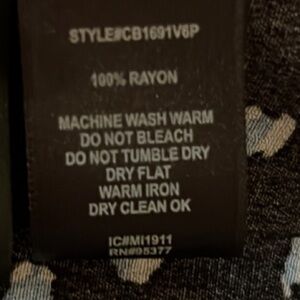 STYLE#CB1691V6P
100% RAYON
MACHINE WASH WARM
DO NOT BLEACH
DO NOT TUMBLE DRY
DRY FLAT
WARM IRON
DRY CLEAN OK
IC#MI1911
RN#95377